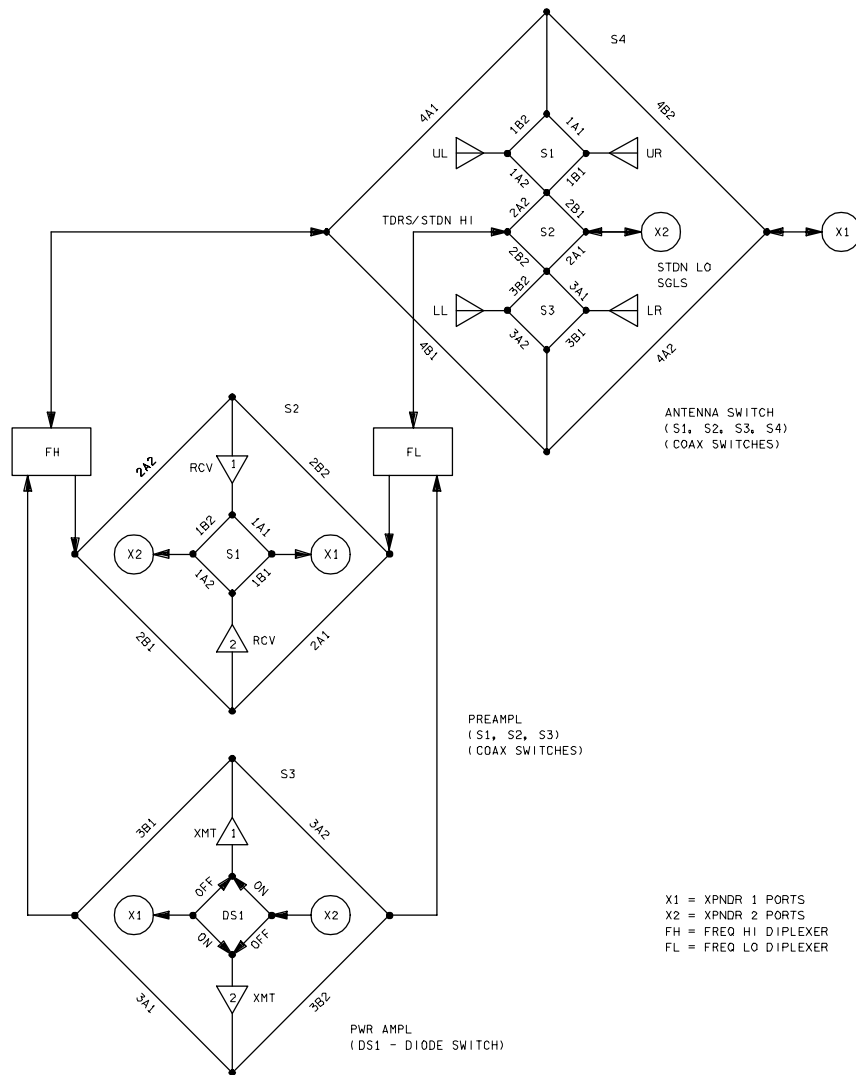 S4
4A1
4B2
1B2
1A1
UL
S1
UR
1A2
1B1
TDRS/STDN HI
2A2
2B1
S2
X2
X1
2B2
2A1
STDN LO
SGLS
3B2
3A1
LL
S3
LR
3A2
3B1
4B1
4A2
ANTENNA SWITCH
(S1, S2, S3, S4)
(COAX SWITCHES)
S2
FH
FL
2A2
RCV
1
2B2
1B2
1A1
X2
S1
X1
1A2
1B1
2B1
2
RCV
2A1
PREAMPL
(S1, S2, S3)
(COAX SWITCHES)
S3
3B1
XMT
1
3A2
OFF
ON
X1
DS1
X2
ON
OFF
3A1
2
XMT
3B2
X1 = XPNDR 1 PORTS
X2 = XPNDR 2 PORTS
FH = FREQ HI DIPLEXER
FL = FREQ LO DIPLEXER
PWR AMPL
(DS1 - DIODE SWITCH)